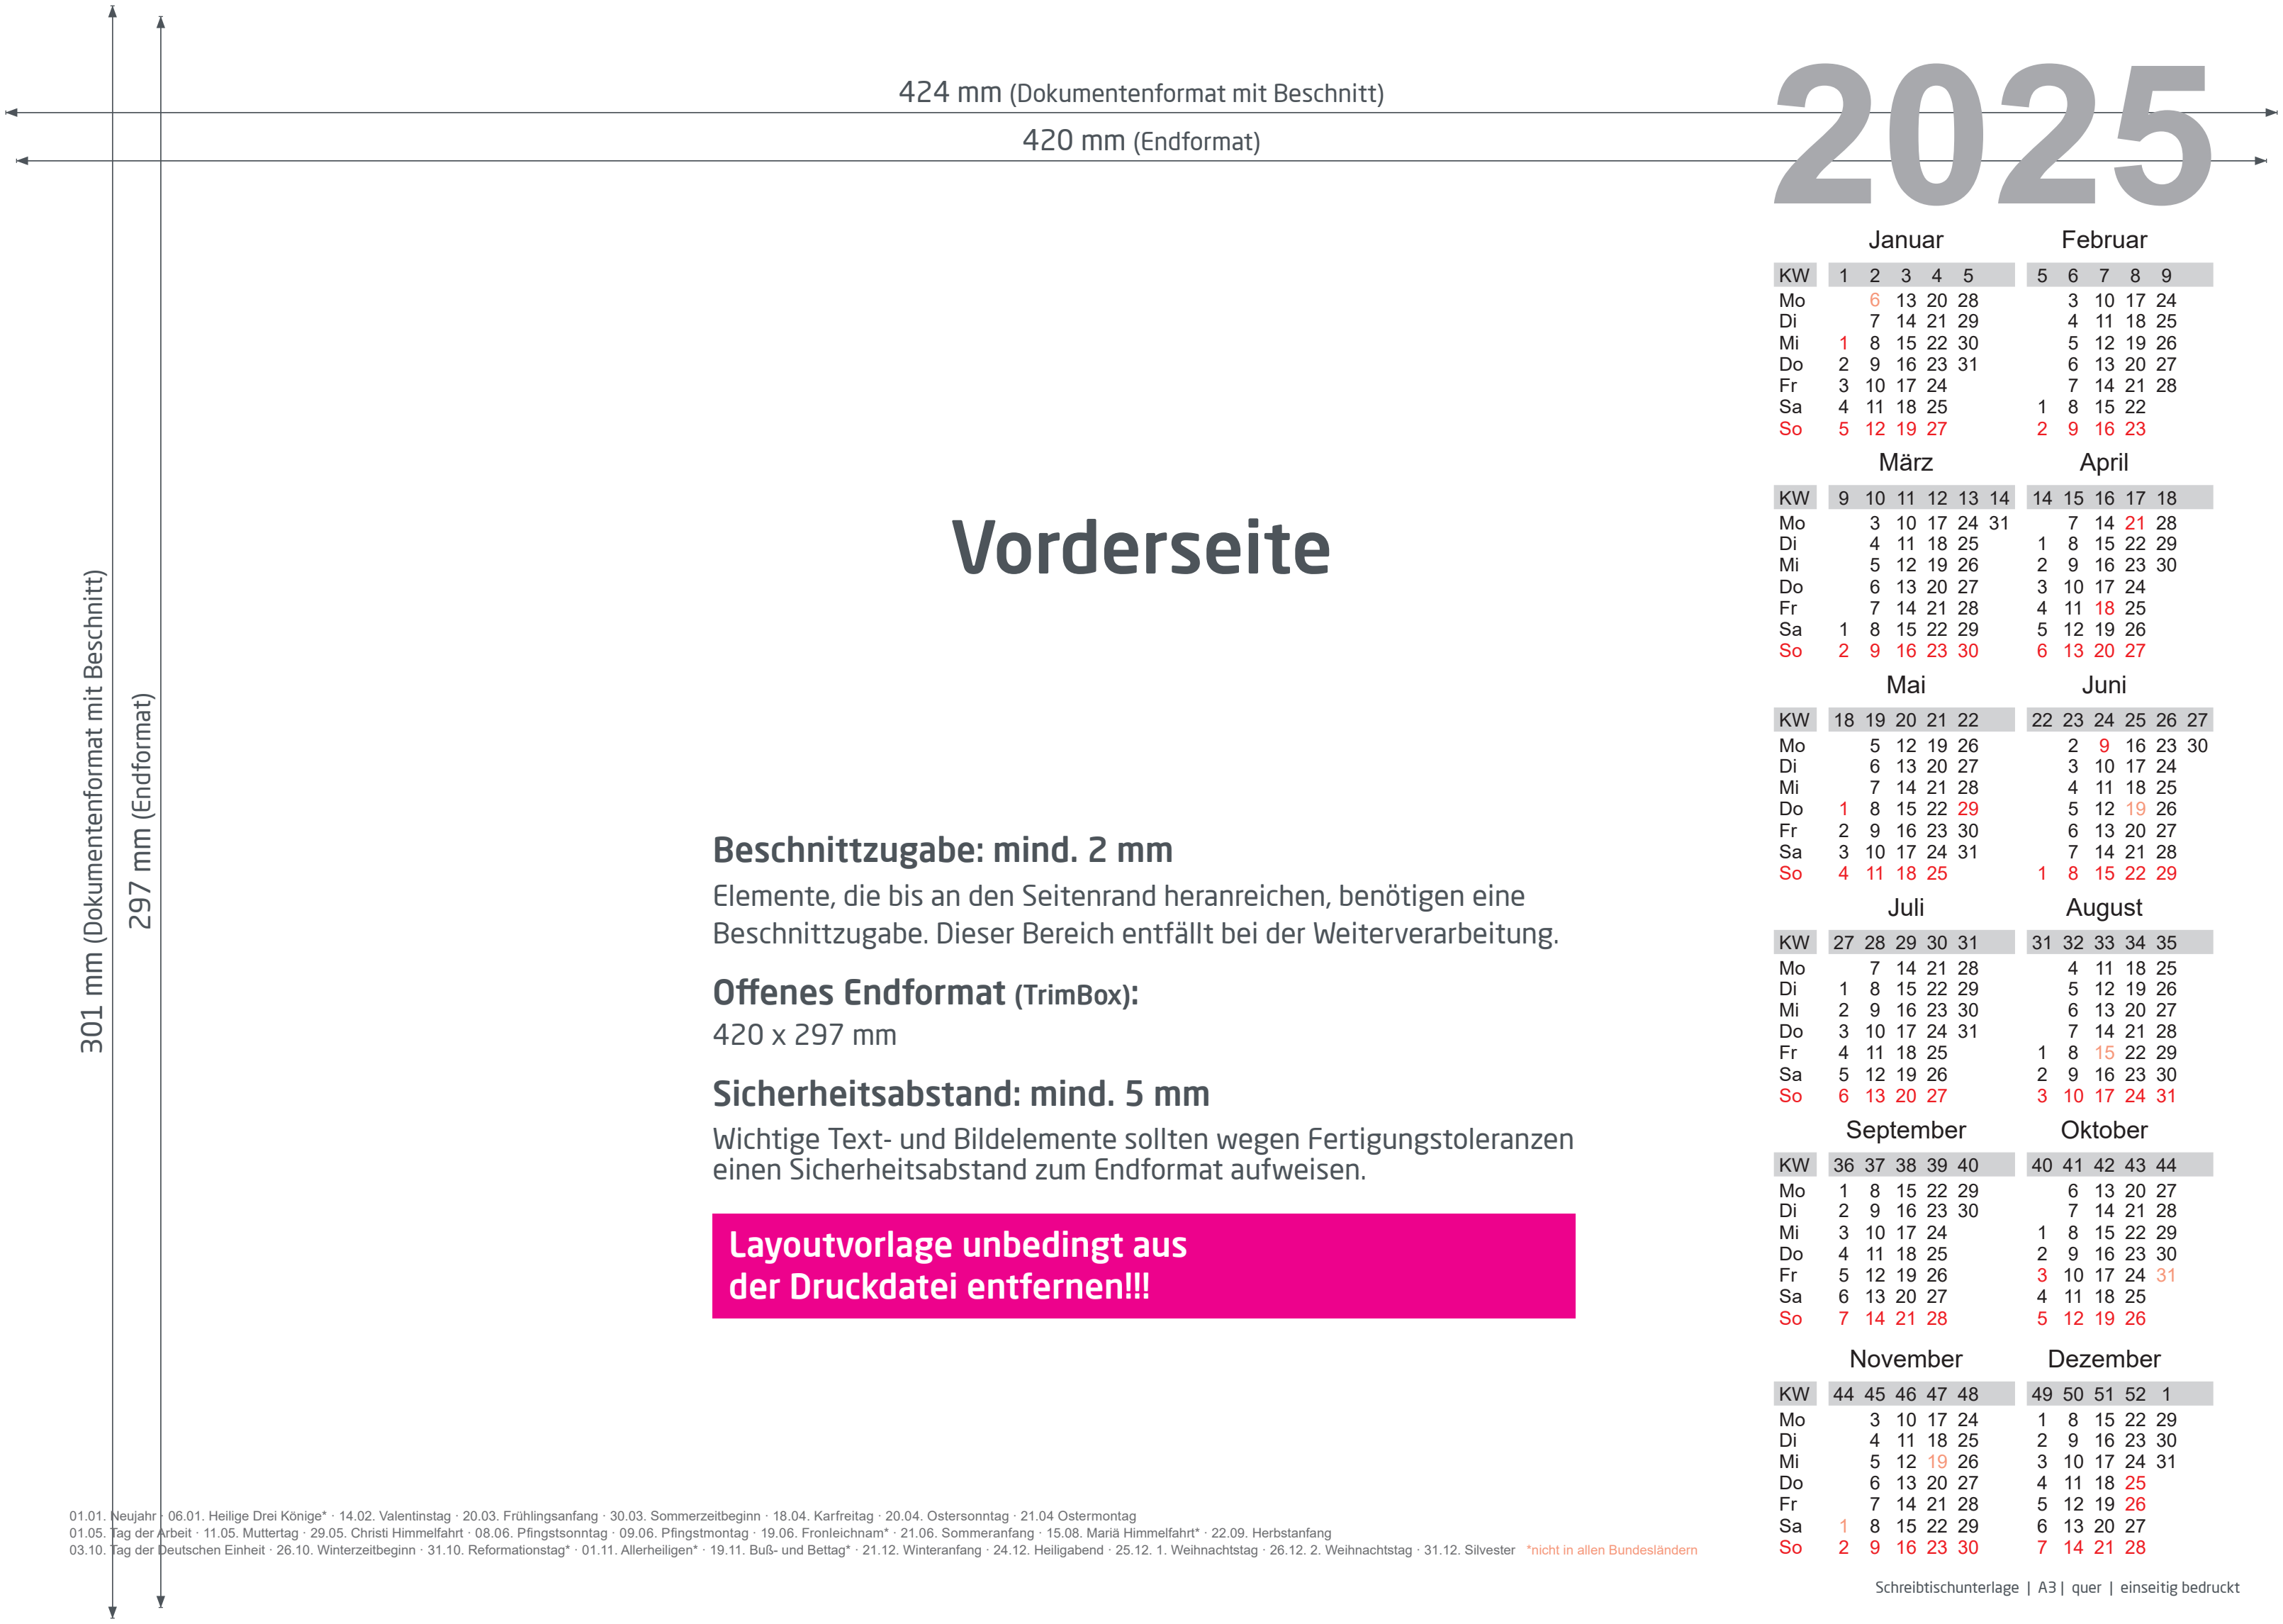 424 mm (Dokumentenformat mit Beschnitt)
420 mm (Endformat)
301 mm (Dokumentenformat mit Beschnitt)
297 mm (Endformat)
Vorderseite
Beschnittzugabe: mind. 2 mm
Elemente, die bis an den Seitenrand heranreichen, benötigen eine
Beschnittzugabe. Dieser Bereich entfällt bei der Weiterverarbeitung.
Offenes Endformat (TrimBox):
420 x 297 mm
Sicherheitsabstand: mind. 5 mm
Wichtige Text- und Bildelemente sollten wegen Fertigungstoleranzen
einen Sicherheitsabstand zum Endformat aufweisen.
Layoutvorlage unbedingt aus
der Druckdatei entfernen!!!
2025
Januar Februar
KW 1 2 3 4 5 5 6 7 8 9
Mo 6 13 20 28 3 10 17 24
Di 7 14 21 29 4 11 18 25
Mi 1 8 15 22 30 5 12 19 26
Do 2 9 16 23 31 6 13 20 27
Fr 3 10 17 24 7 14 21 28
Sa 4 11 18 25 1 8 15 22
So 5 12 19 27 2 9 16 23
März April
KW 9 10 11 12 13 14 14 15 16 17 18
Mo 3 10 17 24 31 7 14 21 28
Di 4 11 18 25 1 8 15 22 29
Mi 5 12 19 26 2 9 16 23 30
Do 6 13 20 27 3 10 17 24
Fr 7 14 21 28 4 11 18 25
Sa 1 8 15 22 29 5 12 19 26
So 2 9 16 23 30 6 13 20 27
Mai Juni
KW 18 19 20 21 22 22 23 24 25 26 27
Mo 5 12 19 26 2 9 16 23 30
Di 6 13 20 27 3 10 17 24
Mi 7 14 21 28 4 11 18 25
Do 1 8 15 22 29 5 12 19 26
Fr 2 9 16 23 30 6 13 20 27
Sa 3 10 17 24 31 7 14 21 28
So 4 11 18 25 1 8 15 22 29
Juli August
KW 27 28 29 30 31 31 32 33 34 35
Mo 7 14 21 28 4 11 18 25
Di 1 8 15 22 29 5 12 19 26
Mi 2 9 16 23 30 6 13 20 27
Do 3 10 17 24 31 7 14 21 28
Fr 4 11 18 25 1 8 15 22 29
Sa 5 12 19 26 2 9 16 23 30
So 6 13 20 27 3 10 17 24 31
September Oktober
KW 36 37 38 39 40 40 41 42 43 44
Mo 1 8 15 22 29 6 13 20 27
Di 2 9 16 23 30 7 14 21 28
Mi 3 10 17 24 1 8 15 22 29
Do 4 11 18 25 2 9 16 23 30
Fr 5 12 19 26 3 10 17 24 31
Sa 6 13 20 27 4 11 18 25
So 7 14 21 28 5 12 19 26
November Dezember
KW 44 45 46 47 48 49 50 51 52 1
Mo 3 10 17 24 1 8 15 22 29
Di 4 11 18 25 2 9 16 23 30
Mi 5 12 19 26 3 10 17 24 31
Do 6 13 20 27 4 11 18 25
Fr 7 14 21 28 5 12 19 26
Sa 1 8 15 22 29 6 13 20 27
So 2 9 16 23 30 7 14 21 28
01.01. Neujahr · 06.01. Heilige Drei Könige* · 14.02. Valentinstag · 20.03. Frühlingsanfang · 30.03. Sommerzeitbeginn · 18.04. Karfreitag · 20.04. Ostersonntag · 21.04 Ostermontag
01.05. Tag der Arbeit · 11.05. Muttertag · 29.05. Christi Himmelfahrt · 08.06. Pfingstsonntag · 09.06. Pfingstmontag · 19.06. Fronleichnam* · 21.06. Sommeranfang · 15.08. Mariä Himmelfahrt* · 22.09. Herbstanfang
03.10. Tag der Deutschen Einheit · 26.10. Winterzeitbeginn · 31.10. Reformationstag* · 01.11. Allerheiligen* · 19.11. Buß- und Bettag* · 21.12. Winteranfang · 24.12. Heiligabend · 25.12. 1. Weihnachtstag · 26.12. 2. Weihnachtstag · 31.12. Silvester *nicht in allen Bundesländern
Schreibtischunterlage | A3 | quer | einseitig bedruckt